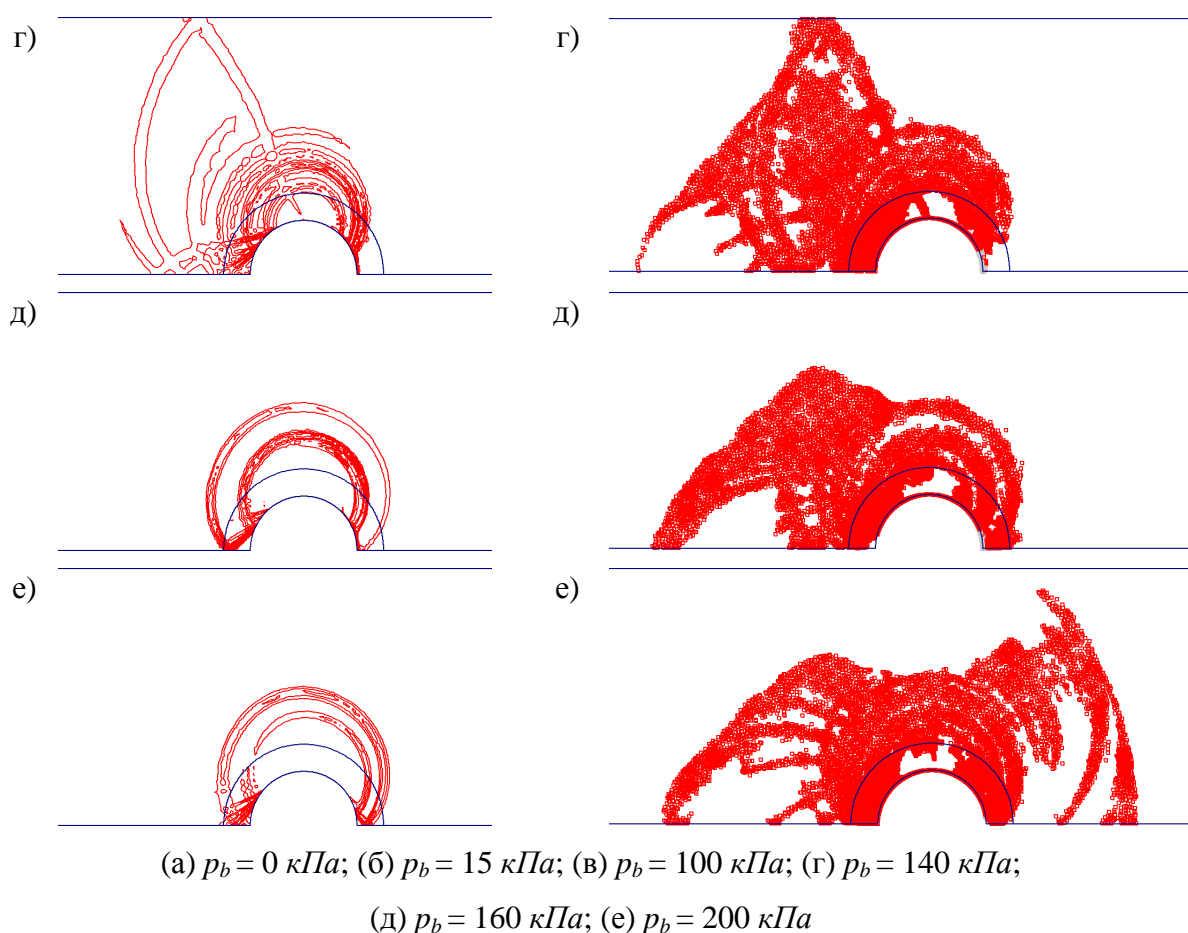 г) г)
д) д)
е) е)
(а) p_b = 0 кПа; (б) p_b = 15 кПа; (в) p_b = 100 кПа; (г) p_b = 140 кПа;
(д) p_b = 160 кПа; (е) p_b = 200 кПа